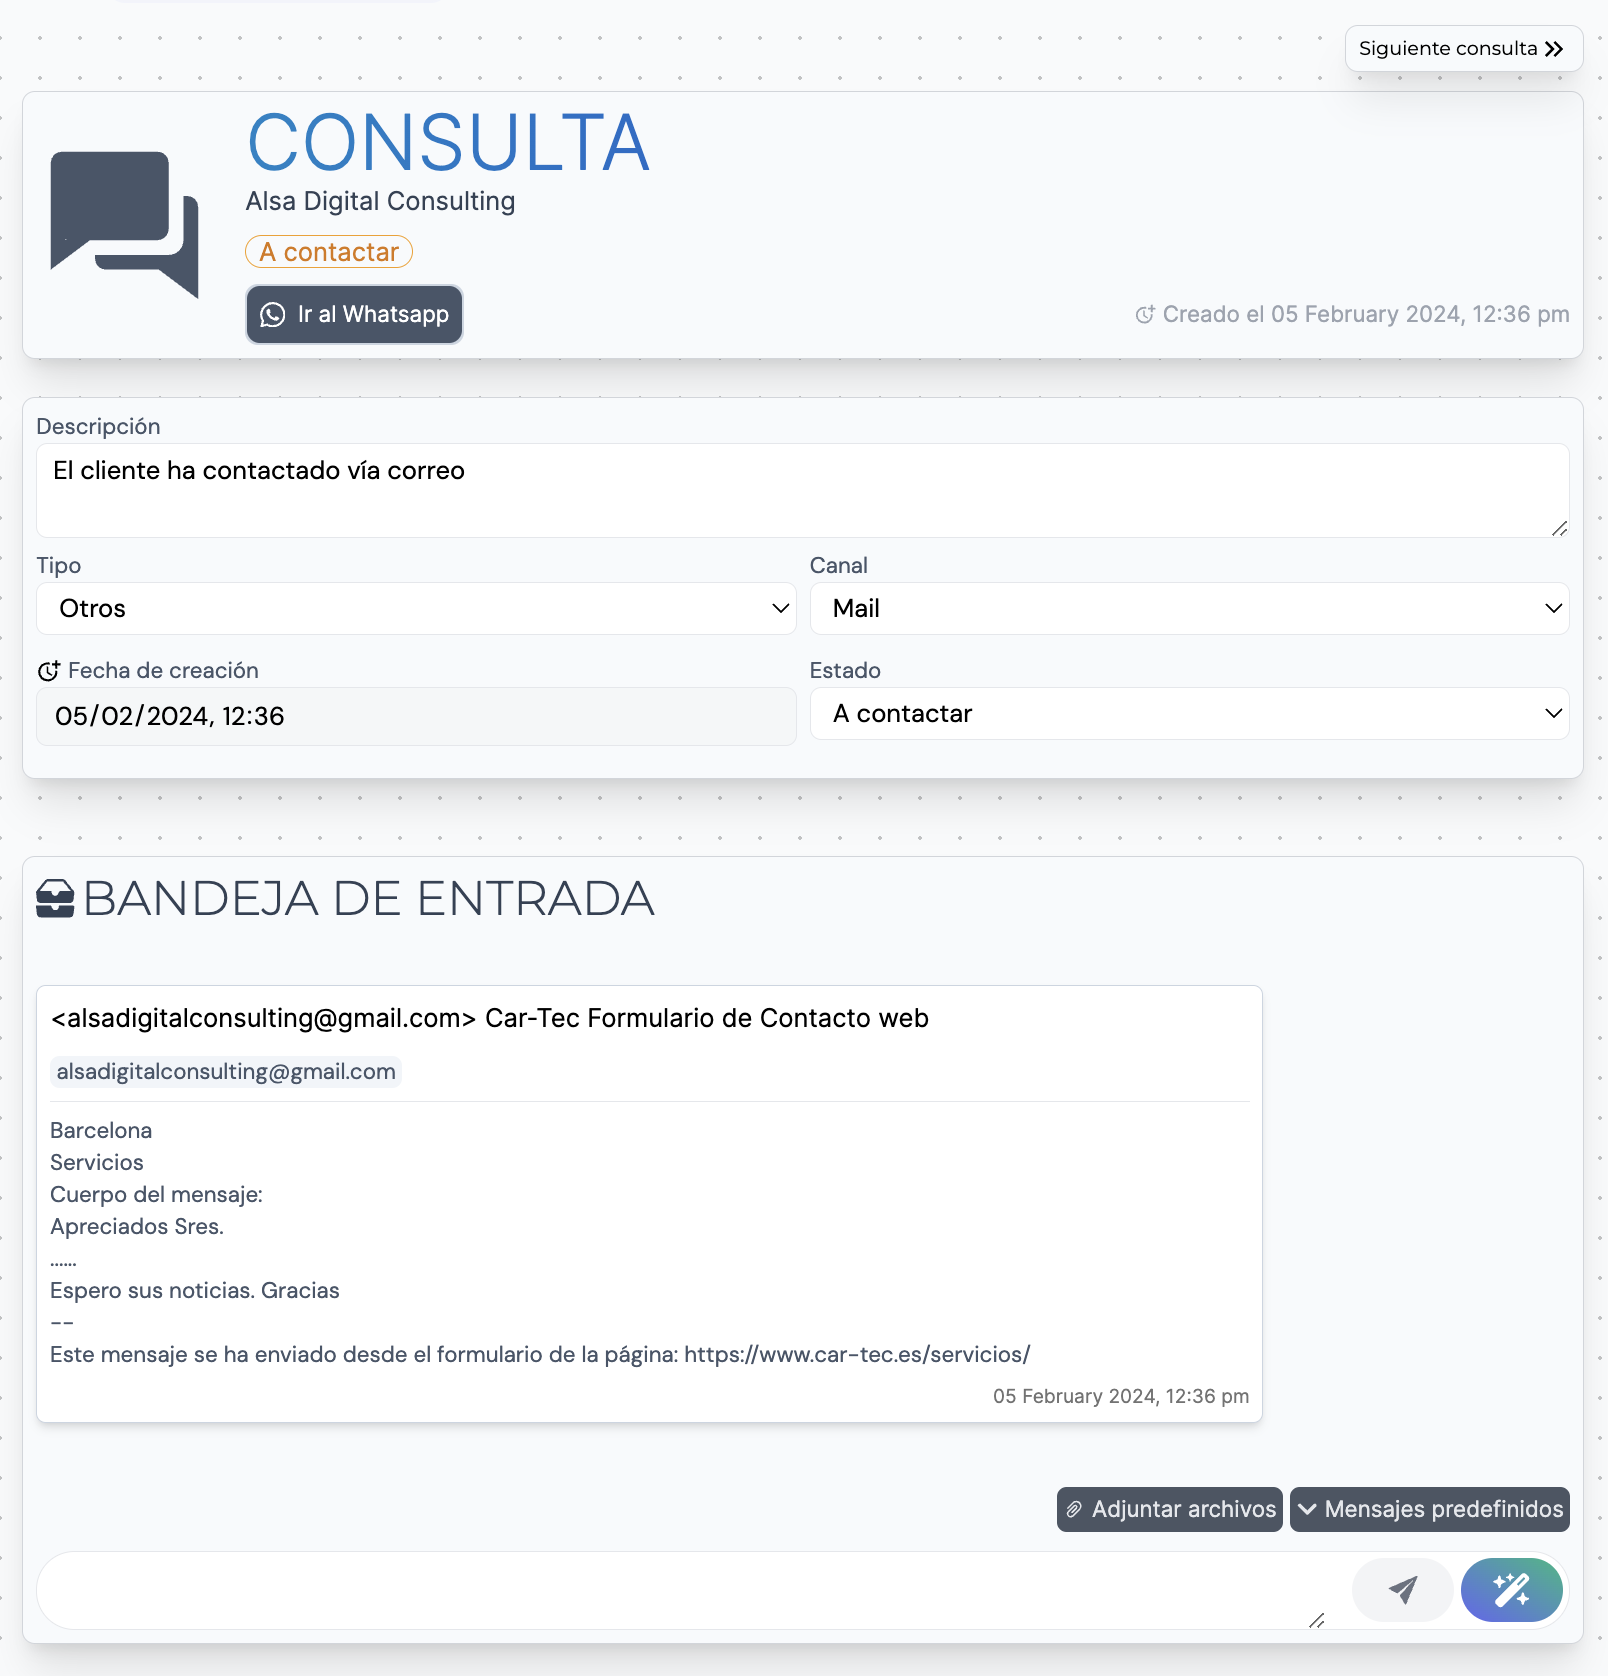 Siguiente consulta
CONSULTA
Alsa Digital Consulting
A contactar
Ir al Whatsapp
Creado el 05 February 2024, 12:36 pm
Descripción
El cliente ha contactado vía correo
Tipo
Canal
Otros
Mail
Fecha de creación
Estado
05/02/2024, 12:36
A contactar
BANDEJA DE ENTRADA
<alsadigitalconsulting@gmail.com> Car-Tec Formulario de Contacto web
alsadigitalconsulting@gmail.com
Barcelona
Servicios
Cuerpo del mensaje:
Apreciados Sres.
......
Espero sus noticias. Gracias
--
Este mensaje se ha enviado desde el formulario de la página: https://www.car-tec.es/servicios/
05 February 2024, 12:36 pm
Adjuntar archivos
Mensajes predefinidos